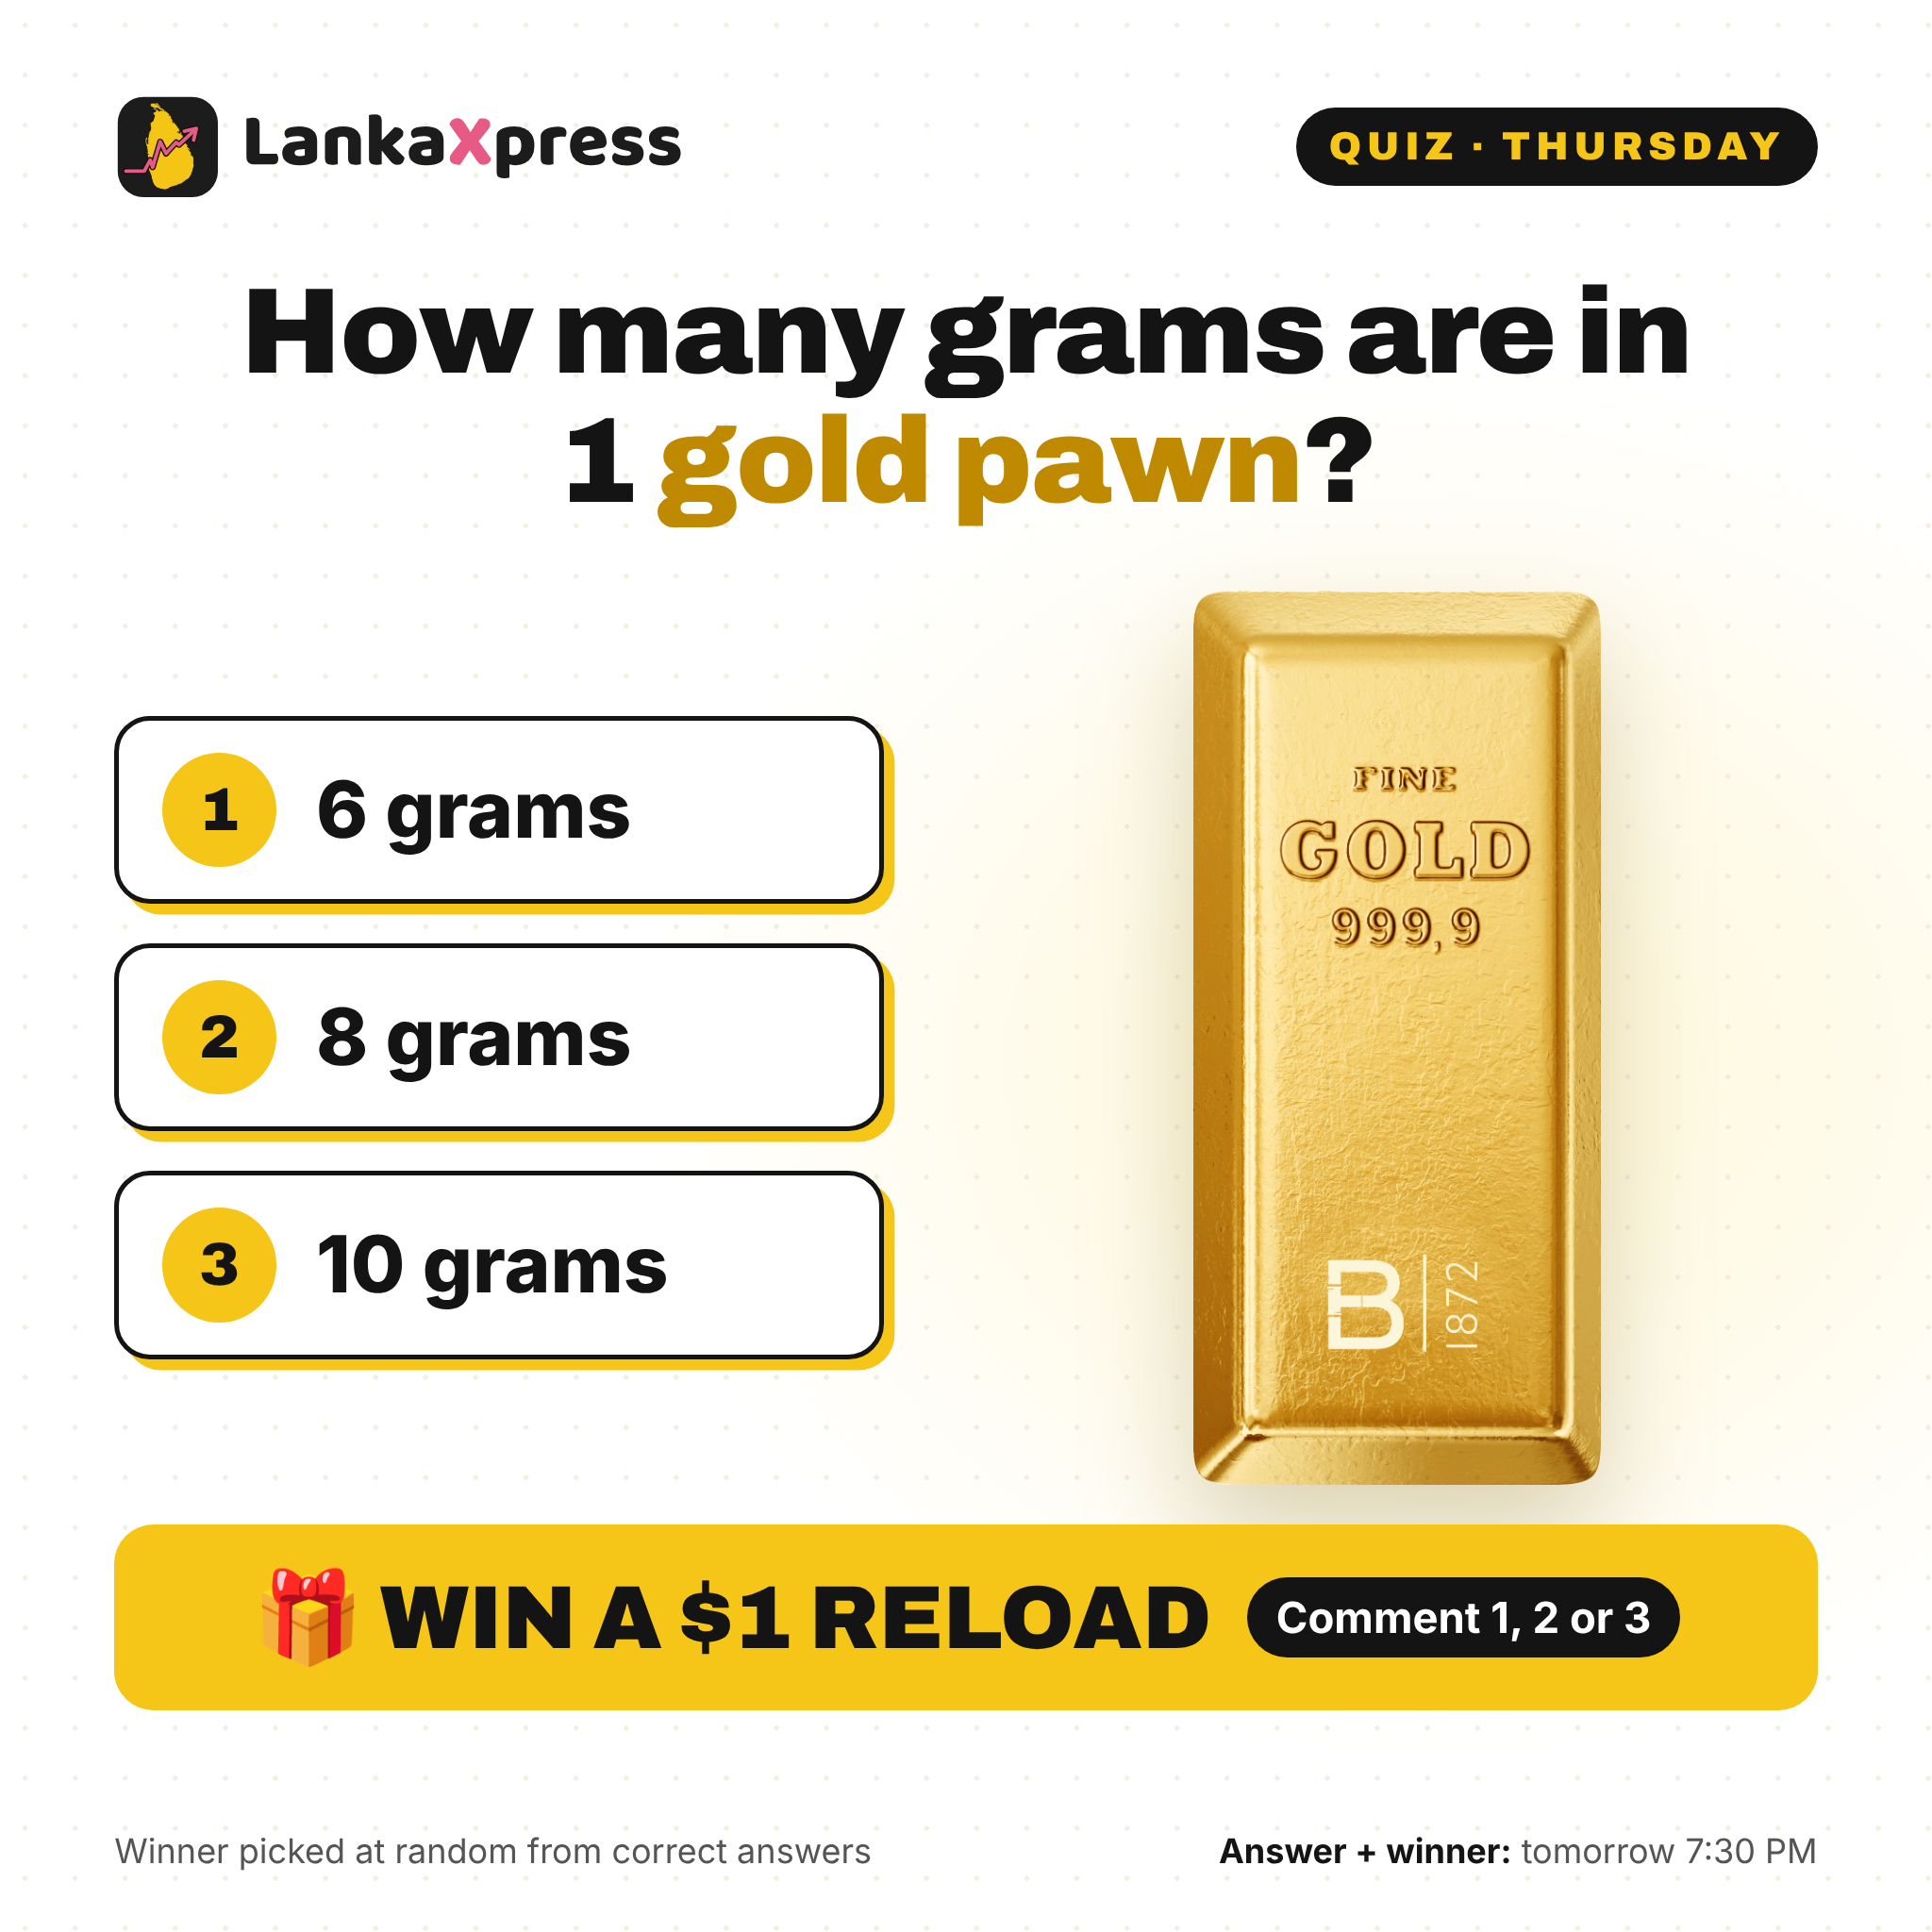 LankaXpress
QUIZ · THURSDAY
How many grams are in
1 gold pawn?
1 6 grams
2 8 grams
3 10 grams
FINE
GOLD
999,9
B 1872
WIN A $1 RELOAD
Comment 1, 2 or 3
Winner picked at random from correct answers
Answer + winner: tomorrow 7:30 PM